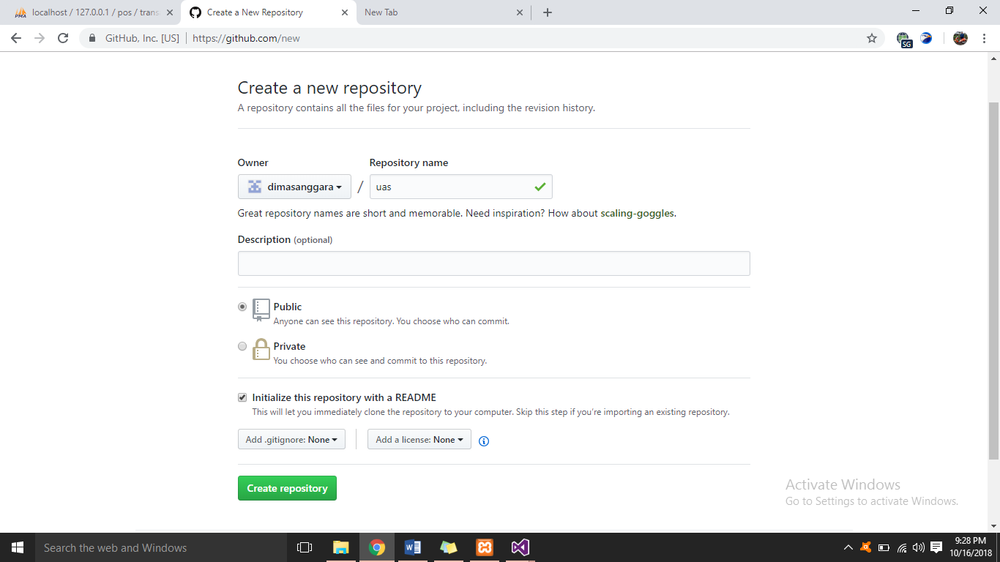 localhost / 127.0.0.1 / pos / trans
Create a New Repository
New Tab
GitHub, Inc. [US] | https://github.com/new
SG
Create a new repository
A repository contains all the files for your project, including the revision history.
Owner Repository name
dimasanggara / uas
Great repository names are short and memorable. Need inspiration? How about scaling-goggles.
Description (optional)
Public
Anyone can see this repository. You choose who can commit.
Private
You choose who can see and commit to this repository.
Initialize this repository with a README
This will let you immediately clone the repository to your computer. Skip this step if you're importing an existing repository.
Add .gitignore: None Add a license: None
Create repository
Activate Windows
Go to Settings to activate Windows.
Search the web and Windows
9:28 PM
10/16/2018